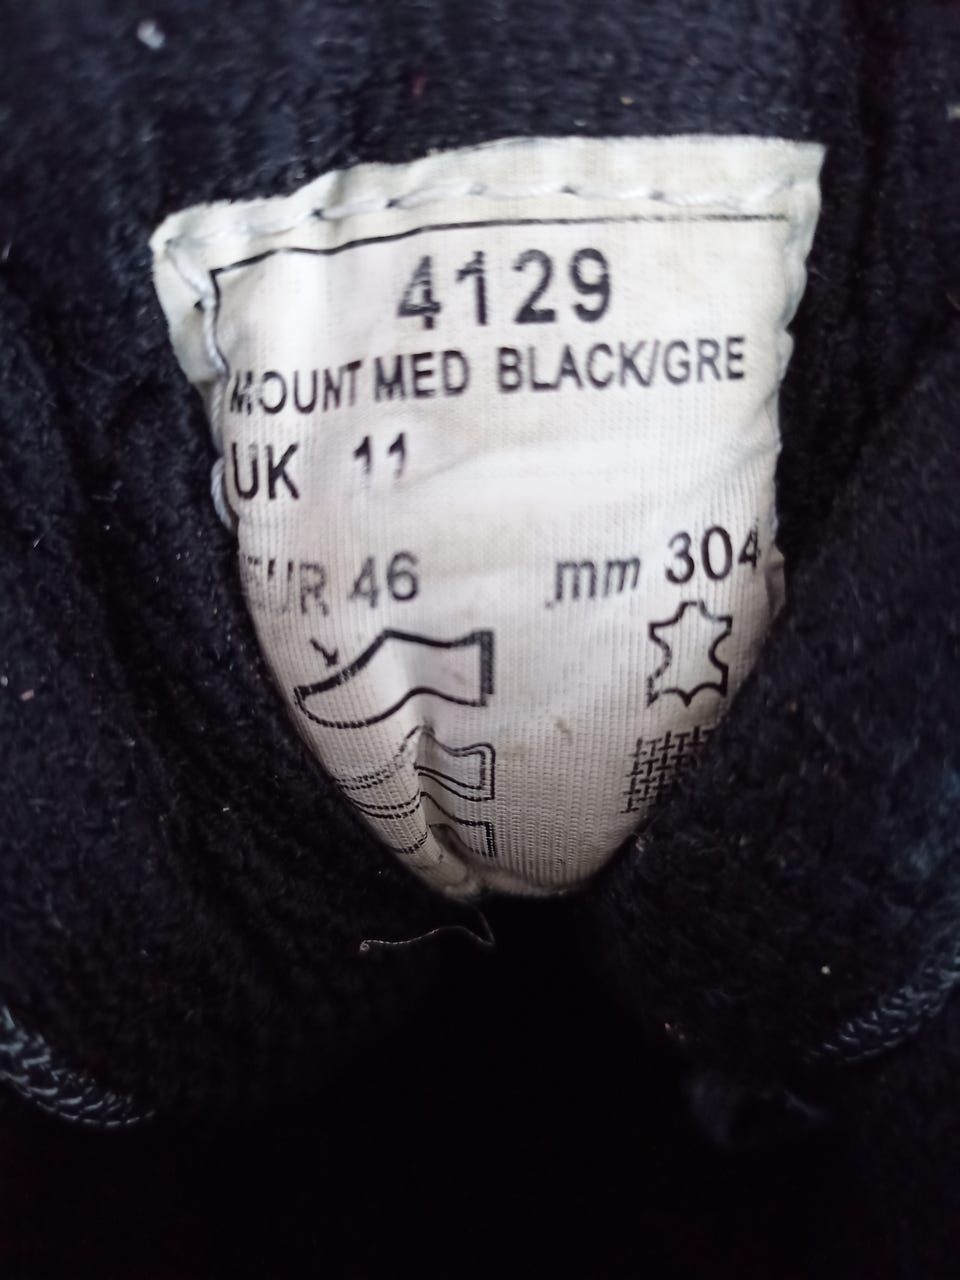 4129
MOUNT MED BLACK/GRE
UK 11
EUR 46 mm 304